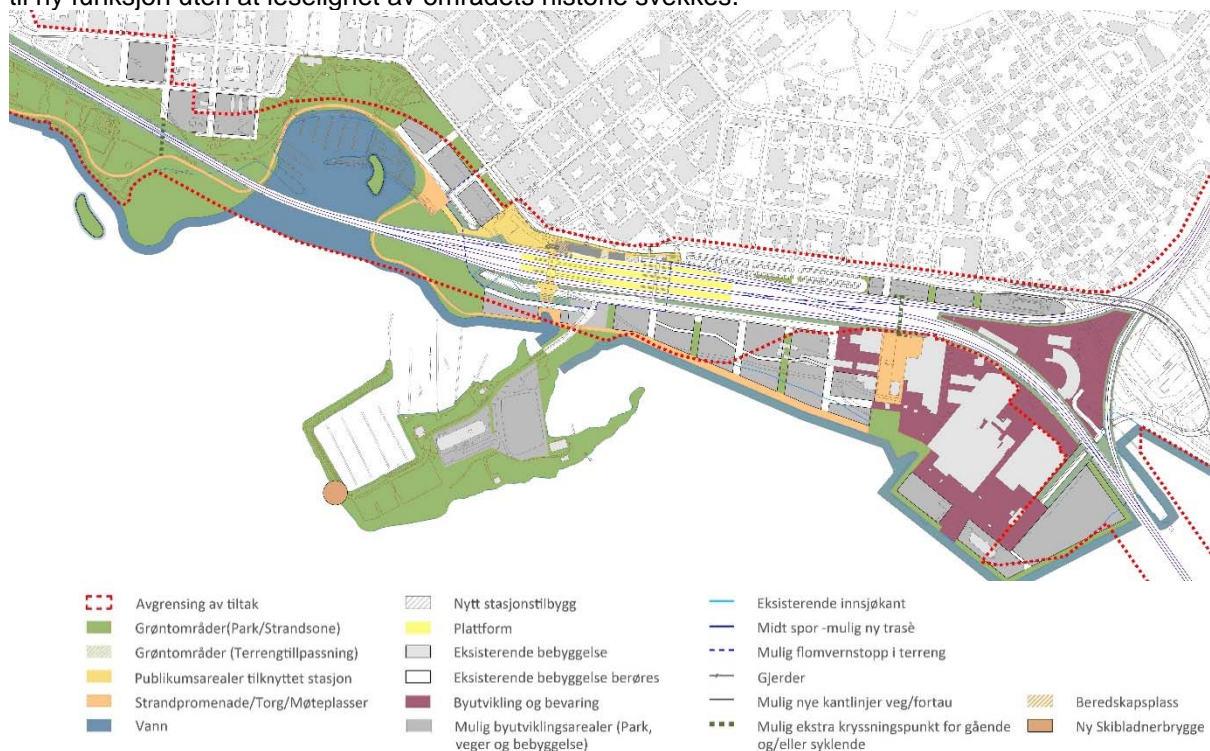 til ny funksjon uten at leselighet av områdets historie svekkes.
Avgrensing av tiltak
Grøntområder(Park/Strandsone)
Grøntområder (Terrengtillpassning)
Publikumsarealer tilknyttet stasjon
Strandpromenade/Torg/Møteplasser
Vann
Nytt stasjonstilbygg
Plattform
Eksisterende bebyggelse
Eksisterende bebyggelse berøres
Byutvikling og bevaring
Mulig byutviklingsarealer (Park,
veger og bebyggelse)
Eksisterende innsjøkant
Midt spor -mulig ny trasè
Mulig flomvernstopp i terreng
Gjerder
Mulig nye kantlinjer veg/fortau
Mulig ekstra kryssningspunkt for gående
og/eller syklende
Beredskapsplass
Ny Skibladnerbrygge